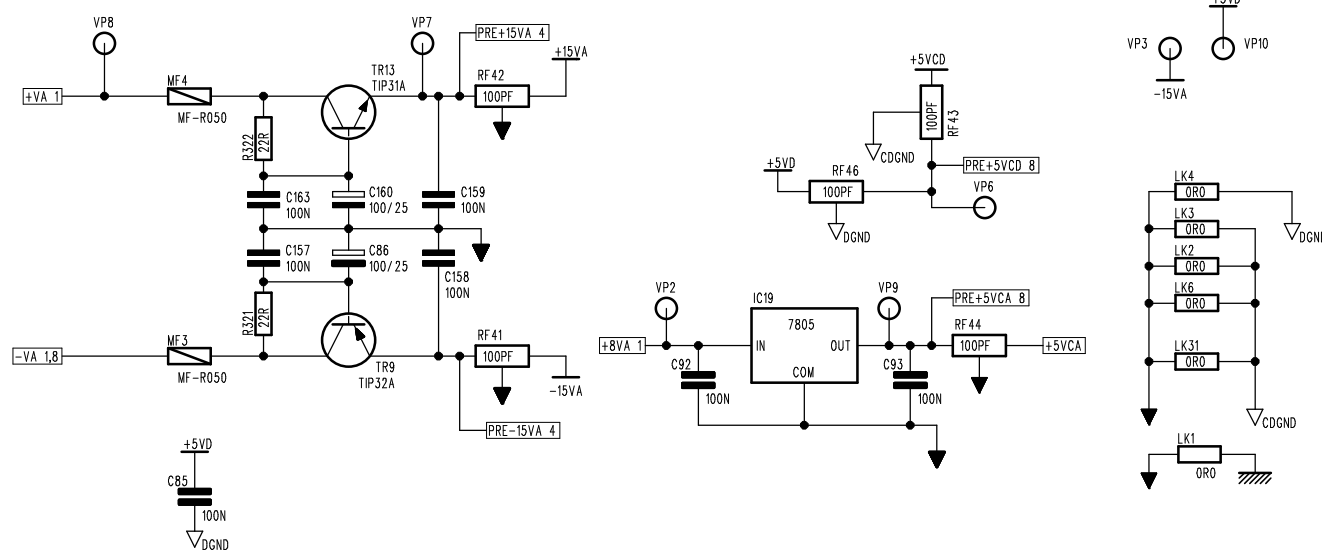 VP8
VP7
PRE+15VA 4
+15VA
+VA 1
MF4
MF-R050
TR13
TIP31A
RF42
100PF
R322
22R
C163
100N
C160
100/25
C159
100N
C157
100N
C86
100/25
C158
100N
R321
22R
-VA 1,8
MF3
MF-R050
TR9
TIP32A
RF41
100PF
-15VA
PRE-15VA 4
+5VD
C85
100N
DGND
+5VCD
100PF
RF43
CDGND
PRE+5VCD 8
+5VD
RF46
100PF
VP6
DGND
VP2
IC19
7805
IN
OUT
COM
VP9
PRE+5VCA 8
RF44
100PF
+8VA 1
+5VCA
C92
100N
C93
100N
+5VD
VP3
VP10
-15VA
LK4
0R0
LK3
0R0
LK2
0R0
LK6
0R0
LK31
0R0
DGND
CDGND
LK1
0R0